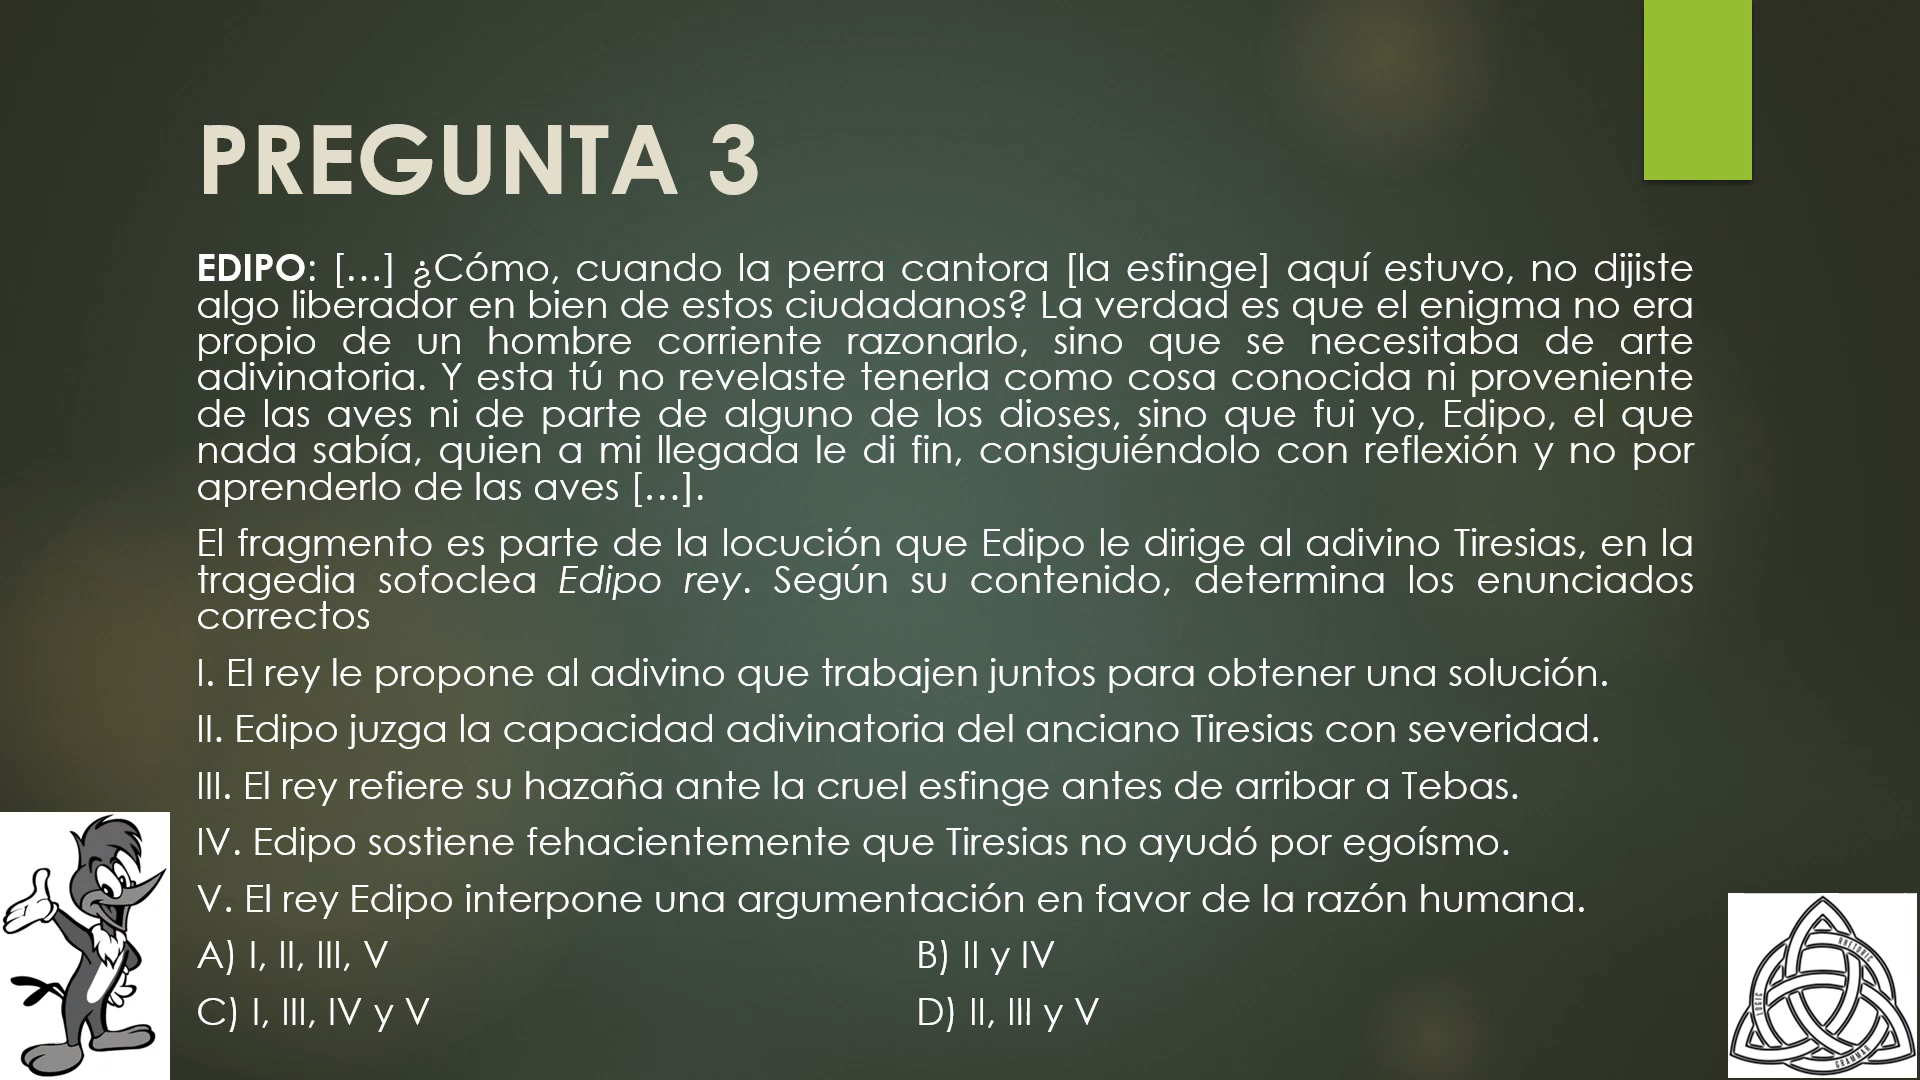 PREGUNTA 3
EDIPO: […] ¿Cómo, cuando la perra cantora [la esfinge] aquí estuvo, no dijiste
algo liberador en bien de estos ciudadanos? La verdad es que el enigma no era
propio de un hombre corriente razonarlo, sino que se necesitaba de arte
adivinatoria. Y esta tú no revelaste tenerla como cosa conocida ni proveniente
de las aves ni de parte de alguno de los dioses, sino que fui yo, Edipo, el que
nada sabía, quien a mi llegada le di fin, consiguiéndolo con reflexión y no por
aprenderlo de las aves […].
El fragmento es parte de la locución que Edipo le dirige al adivino Tiresias, en la
tragedia sofoclea Edipo rey. Según su contenido, determina los enunciados
correctos
I. El rey le propone al adivino que trabajen juntos para obtener una solución.
II. Edipo juzga la capacidad adivinatoria del anciano Tiresias con severidad.
III. El rey refiere su hazaña ante la cruel esfinge antes de arribar a Tebas.
IV. Edipo sostiene fehacientemente que Tiresias no ayudó por egoísmo.
V. El rey Edipo interpone una argumentación en favor de la razón humana.
A) I, II, III, V B) II y IV
C) I, III, IV y V D) II, III y V
RHETORIC
LOGIC
GRAMMAR